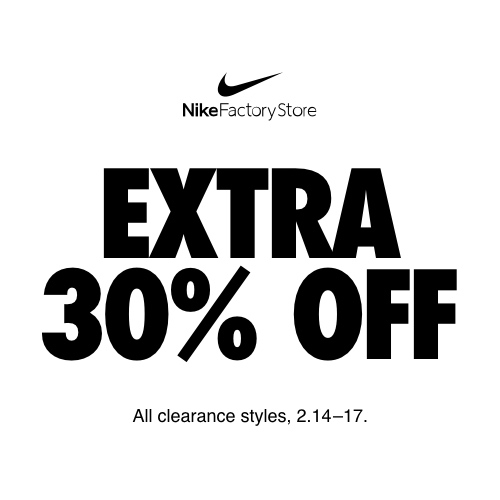 NikeFactoryStore
EXTRA
30% OFF
All clearance styles, 2.14–17.